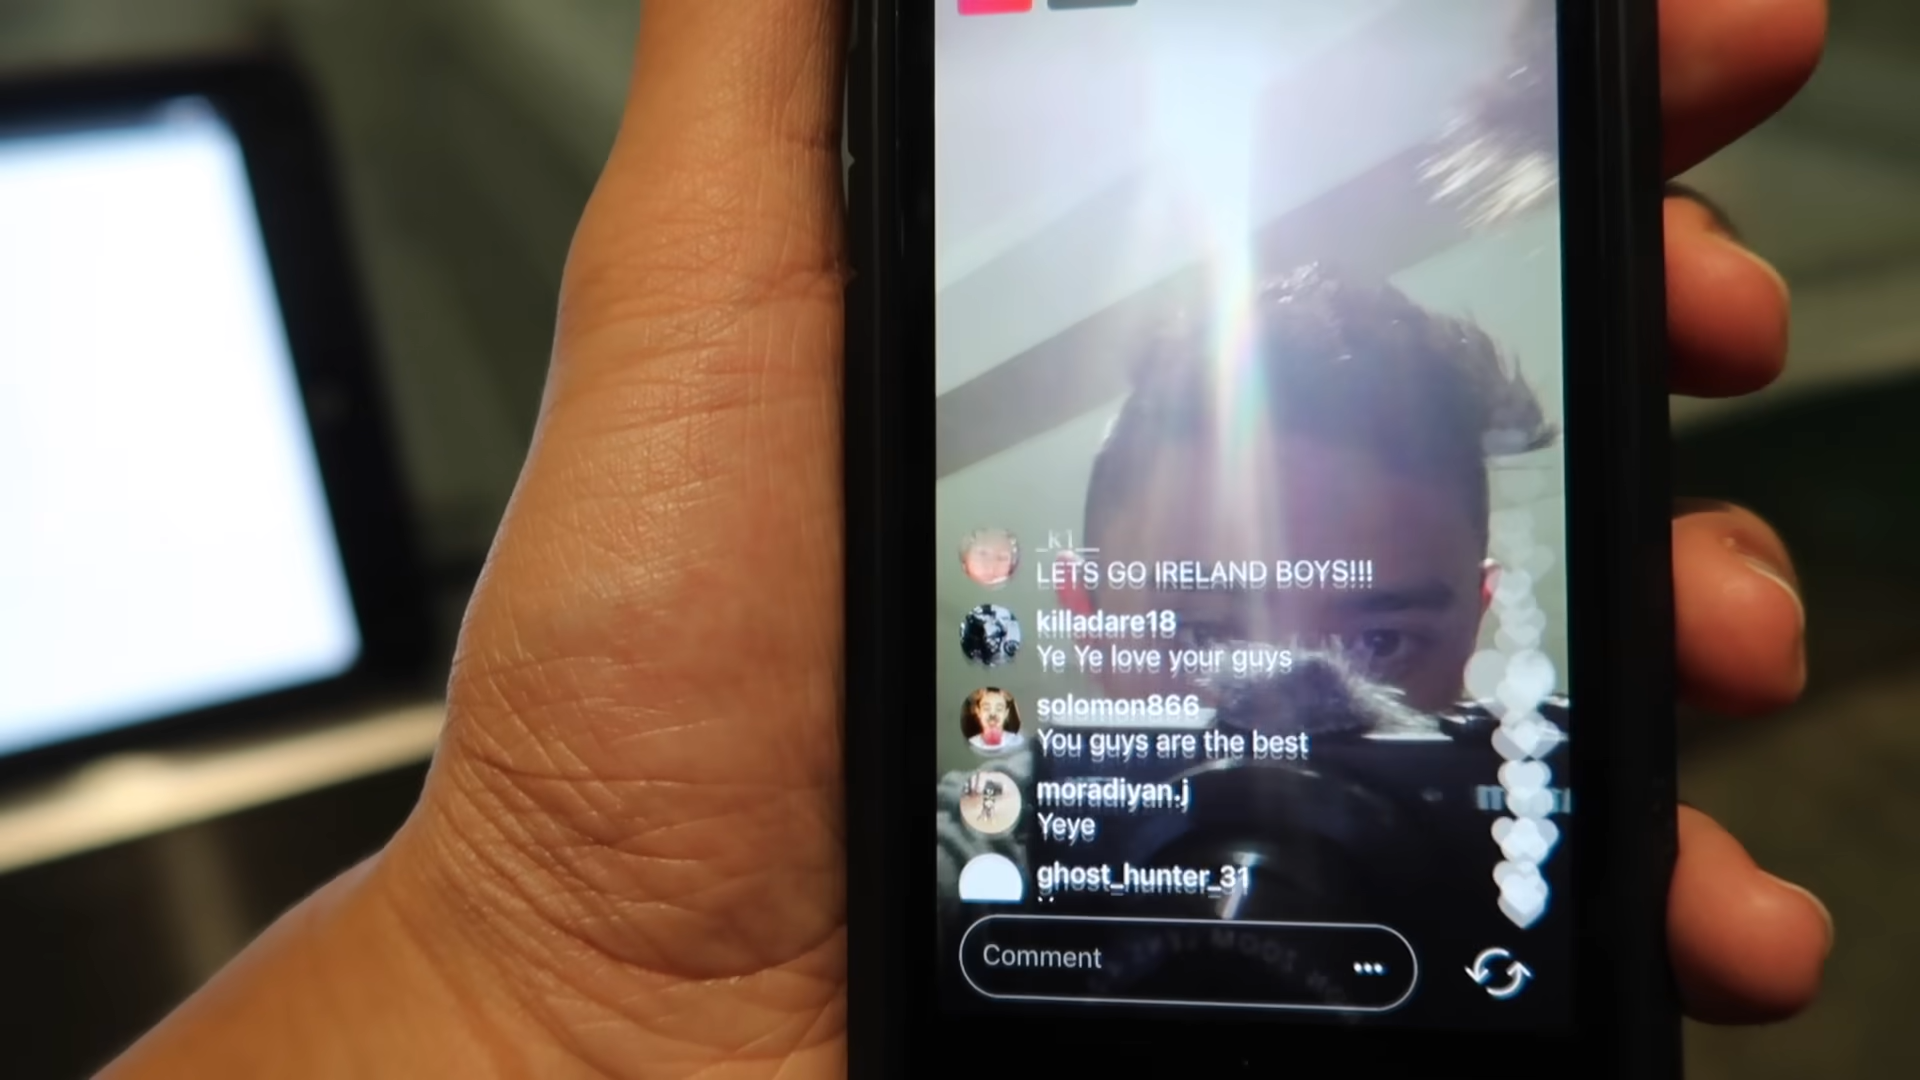 _k1__
LETS GO IRELAND BOYS!!!
killadare18
Ye Ye love your guys
solomon866
You guys are the best
moradiyan.j
Yeye
ghost_hunter_31
Comment